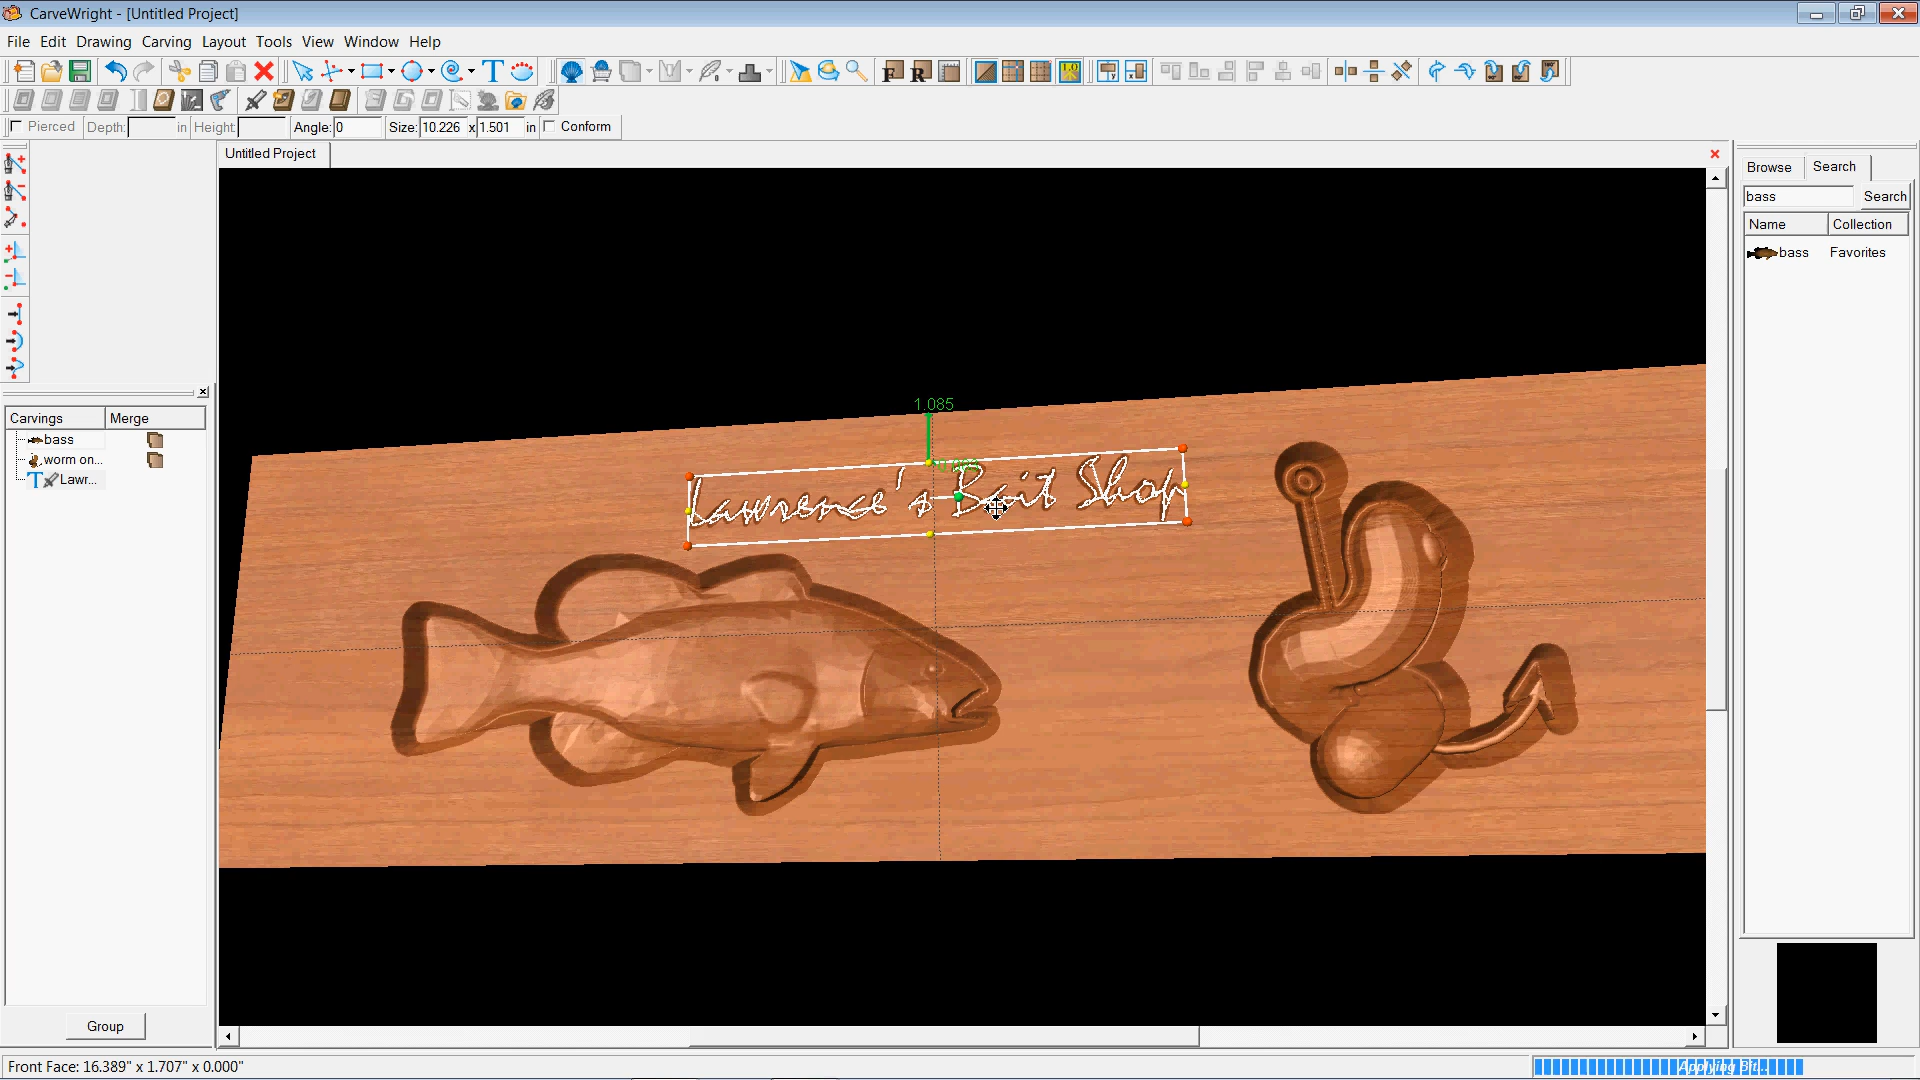 CarveWright - [Untitled Project]
File Edit Drawing Carving Layout Tools View Window Help
Pierced Depth: in Height: Angle: 0 Size: 10.226 x 1.501 in Conform
Untitled Project
Browse Search
bass Search
Name Collection
bass Favorites
Carvings Merge
bass
worm on...
Lawr...
1.085
Lawrence's Bait Shop
Group
Front Face: 16.389" x 1.707" x 0.000"
Applying Bit...